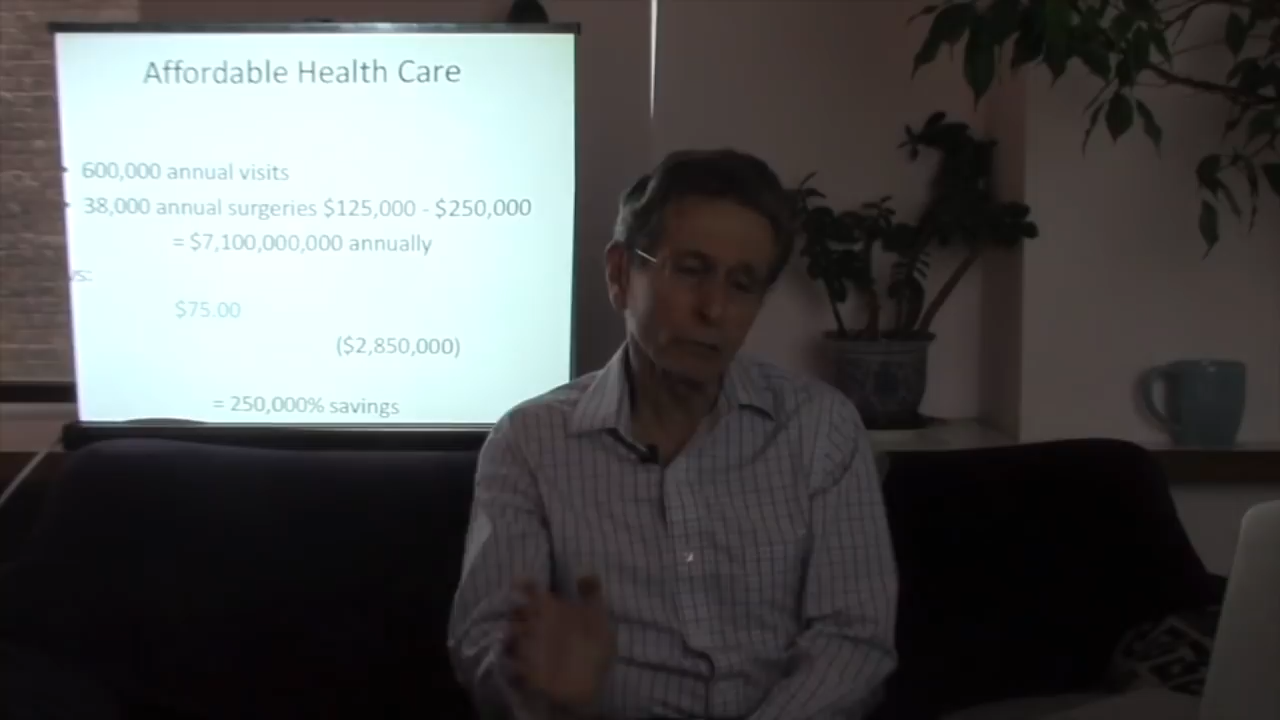 Affordable Health Care
• 600,000 annual visits
• 38,000 annual surgeries $125,000 - $250,000
= $7,100,000,000 annually
vs:
$75.00
($2,850,000)
= 250,000% savings